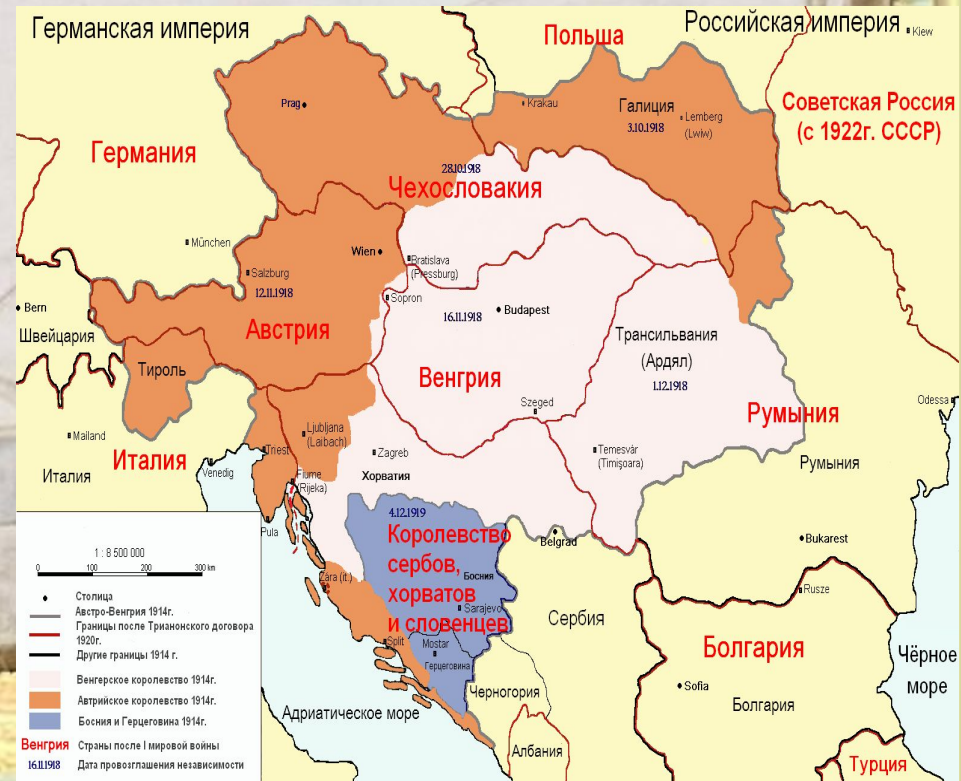 Германская империя
Российская империя
Kiew
Польша
Prag
Krakau
Галиция
3.10.1918
Lemberg
(Lwiw)
Советская Россия
(с 1922г. СССР)
Германия
28.10.1918
Чехословакия
München
Wien
Bratislava
(Pressburg)
Salzburg
12.11.1918
Sopron
16.11.1918
Budapest
Bern
Швейцария
Австрия
Трансильвания
(Ардял)
1.12.1918
Тироль
Венгрия
Szeged
Румыния
Odessa
Mailand
Италия
Италия
Venedig
Triest
Ljubljana
(Laibach)
Zagreb
Temesvár
(Timişoara)
Румыния
Fiume
(Rijeka)
Хорватия
Pula
4.12.1919
Королевство
сербов,
хорватов
и словенцев
Босния
Belgrad
Bukarest
Zára (it.)
Sarajevo
Сербия
Rusze
Split
Mostar
Герцеговина
Болгария
Чёрное
море
Черногория
Sofia
Болгария
Адриатическое море
Албания
Турция
1 : 8 500 000
0 100 200 300 km
Столица
Австро-Венгрия 1914г.
Границы после Трианонского договора
1920г.
Другие границы 1914 г.
Венгерское королевство 1914г.
Автрийское королевство 1914г.
Босния и Герцеговина 1914г.
Венгрия Страны после I мировой войны
16.11.1918 Дата провозглашения независимости